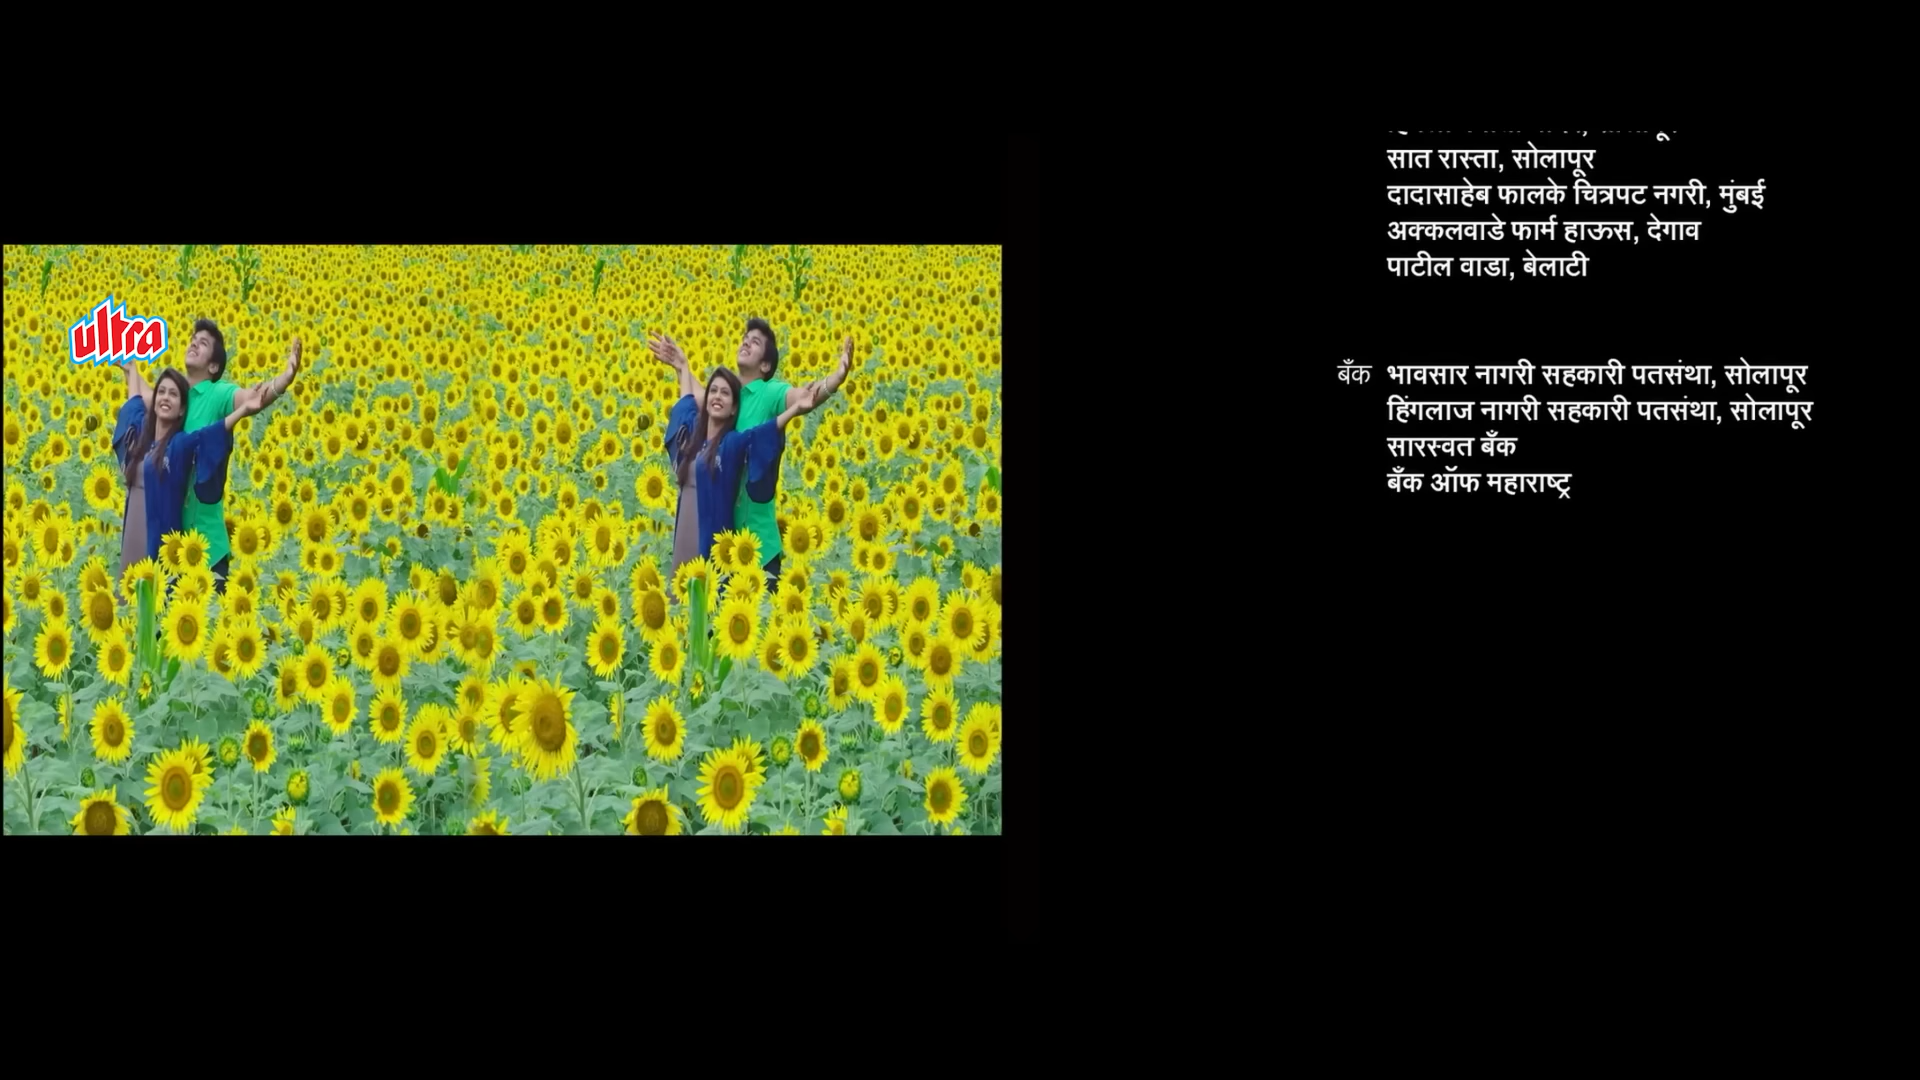 ultra
सात रास्ता, सोलापूर
दादासाहेब फाळके चित्रपट नगरी, मुंबई
अक्कलवाडे फार्म हाऊस, देगाव
पाटील वाडा, बेलाटी
बँक भावसार नागरी सहकारी पतसंथा, सोलापूर
हिंगलाज नागरी सहकारी पतसंथा, सोलापूर
सारस्वत बँक
बँक ऑफ महाराष्ट्र